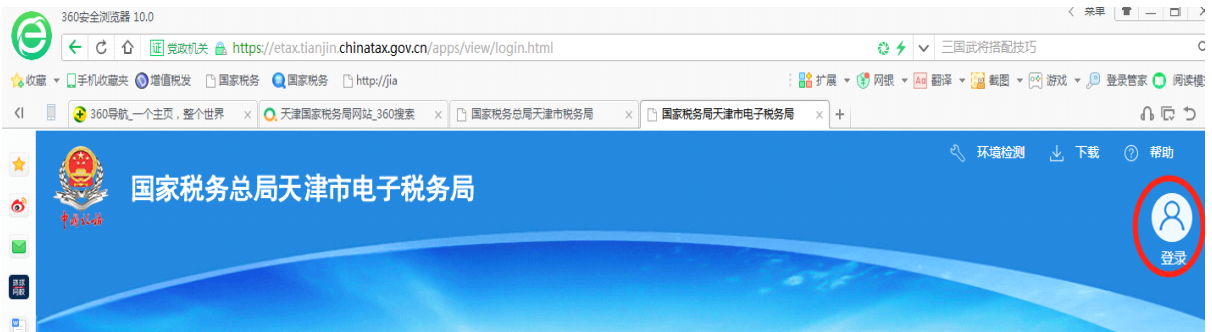 360安全浏览器 10.0
菜单
证 党政机关 https://etax.tianjin.chinatax.gov.cn/apps/view/login.html
三国武将搭配技巧
收藏 手机收藏夹 增值税发 国家税务 国家税务 http://jia
扩展 网银 翻译 截图 游戏 登录管家 阅读模
360导航_一个主页，整个世界
天津国家税务局网站_360搜索
国家税务总局天津市税务局
国家税务局天津市电子税务局
环境检测 下载 帮助
国家税务总局天津市电子税务局
中国税务
登录